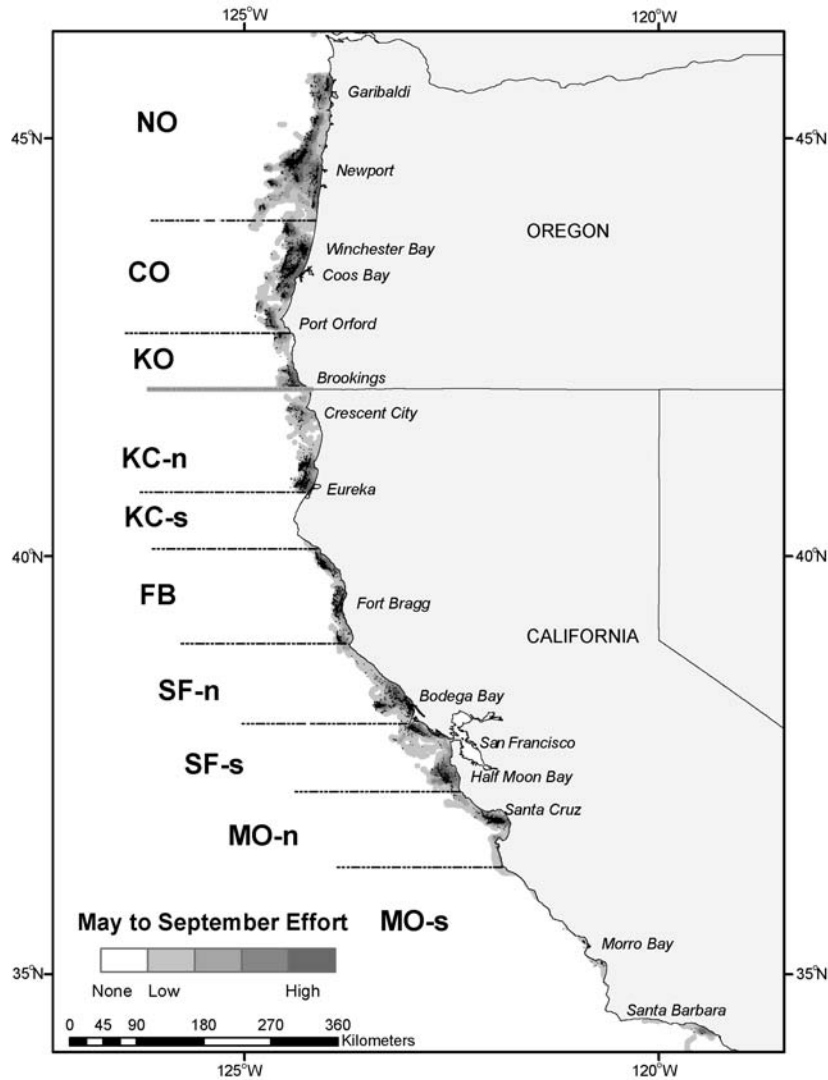 125°W 120°W
Garibaldi
NO
45°N 45°N
Newport
OREGON
Winchester Bay
CO
Coos Bay
Port Orford
KO
Brookings
Crescent City
KC-n
Eureka
KC-s
40°N 40°N
FB
Fort Bragg
CALIFORNIA
SF-n
Bodega Bay
San Francisco
SF-s
Half Moon Bay
Santa Cruz
MO-n
May to September Effort
MO-s
Morro Bay
35°N 35°N
None Low High
Santa Barbara
0 45 90 180 270 360
Kilometers
125°W 120°W